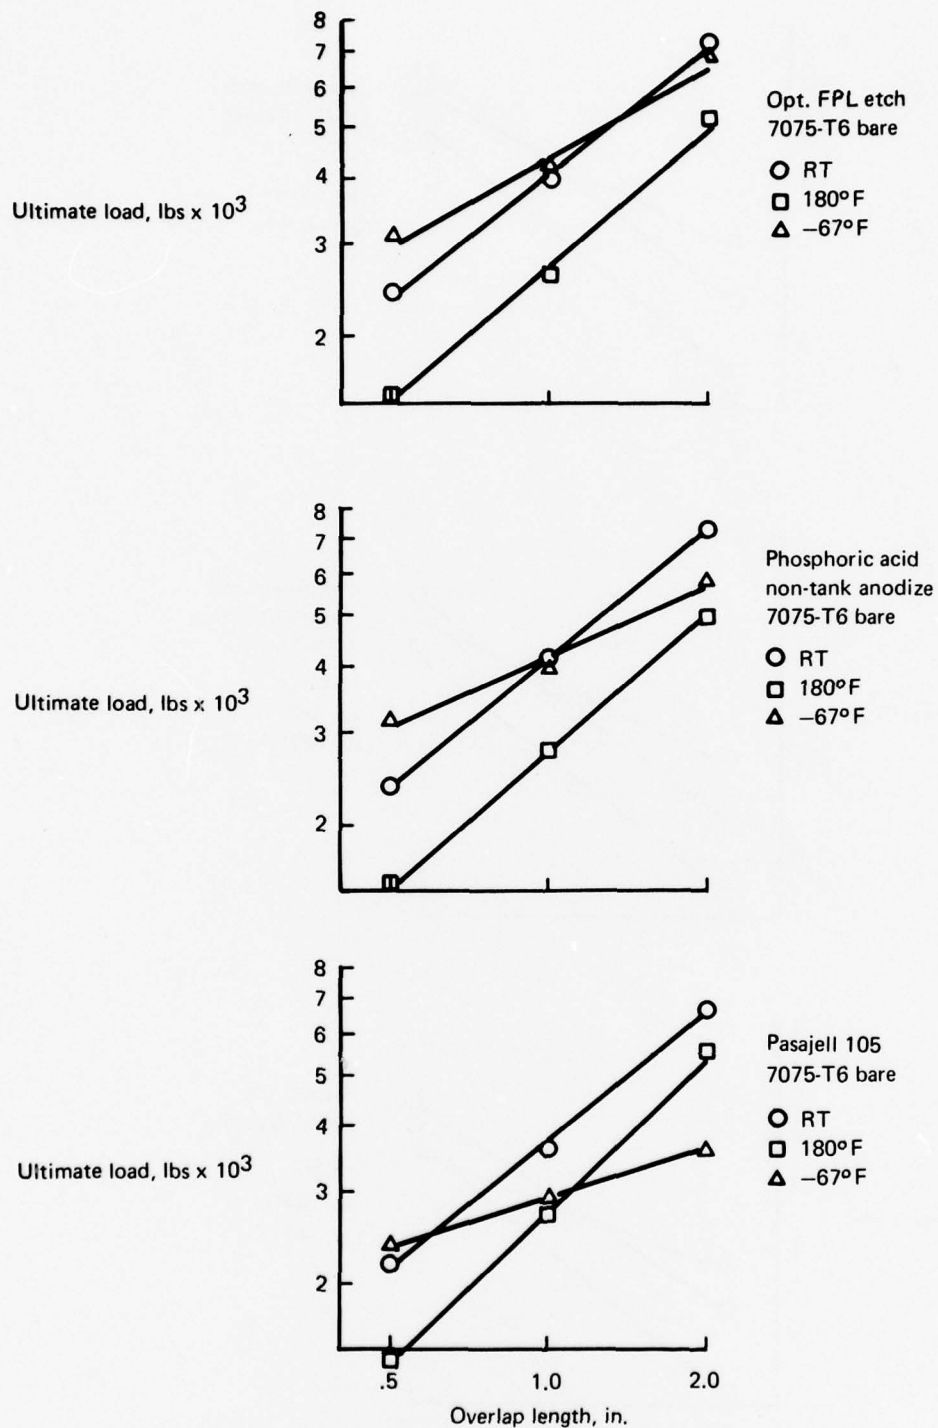 8
7
6
5
4
3
2
Ultimate load, lbs x 10³
Opt. FPL etch
7075-T6 bare
RT
180°F
−67°F
8
7
6
5
4
3
2
Ultimate load, lbs x 10³
Phosphoric acid
non-tank anodize
7075-T6 bare
RT
180°F
−67°F
8
7
6
5
4
3
2
Ultimate load, lbs x 10³
Pasajell 105
7075-T6 bare
RT
180°F
−67°F
.5 1.0 2.0
Overlap length, in.